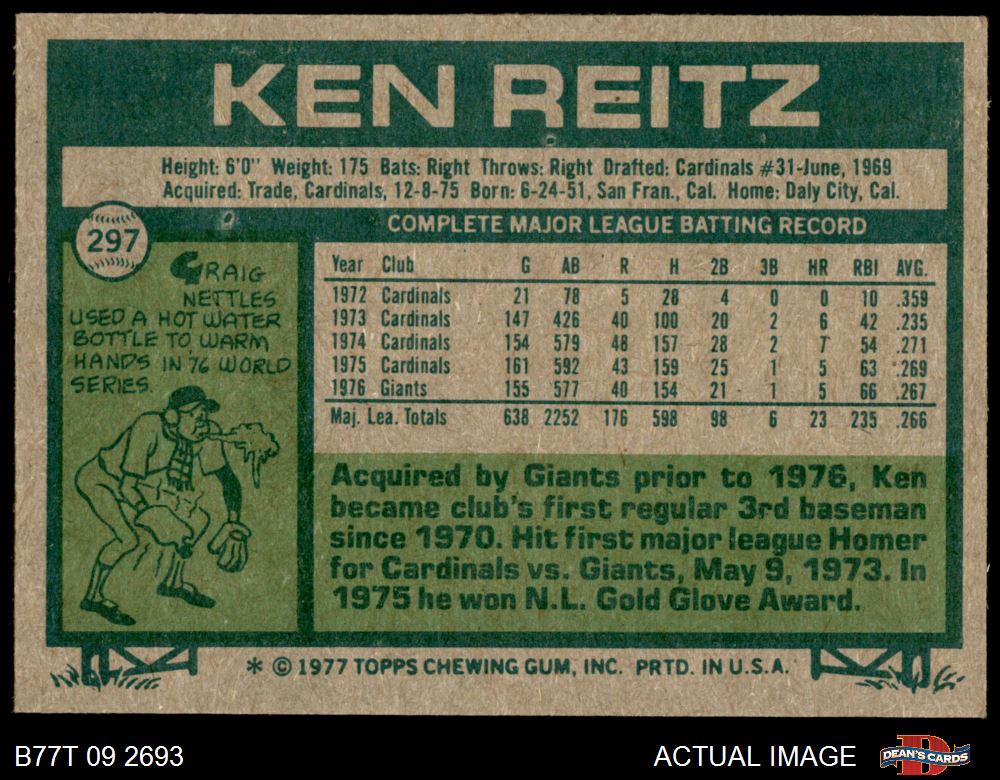 KEN REITZ
Height: 6'0" Weight: 175 Bats: Right Throws: Right Drafted: Cardinals #31-June, 1969
Acquired: Trade, Cardinals, 12-8-75 Born: 6-24-51, San Fran., Cal. Home: Daly City, Cal.
297
CRAIG
NETTLES
USED A HOT WATER
BOTTLE TO WARM
HANDS IN '76 WORLD
SERIES.
COMPLETE MAJOR LEAGUE BATTING RECORD
Year Club G AB R H 2B 3B HR RBI AVG.
1972 Cardinals 21 78 5 28 4 0 0 10 .359
1973 Cardinals 147 426 40 100 20 2 6 42 .235
1974 Cardinals 154 579 48 157 28 2 7 54 .271
1975 Cardinals 161 592 43 159 25 1 5 63 .269
1976 Giants 155 577 40 154 21 1 5 66 .267
Maj. Lea. Totals 638 2252 176 598 98 6 23 235 .266
Acquired by Giants prior to 1976, Ken
became club's first regular 3rd baseman
since 1970. Hit first major league Homer
for Cardinals vs. Giants, May 9, 1973. In
1975 he won N.L. Gold Glove Award.
* © 1977 TOPPS CHEWING GUM, INC. PRTD. IN U.S.A.
B77T 09 2693
ACTUAL IMAGE
DEAN'S CARDS